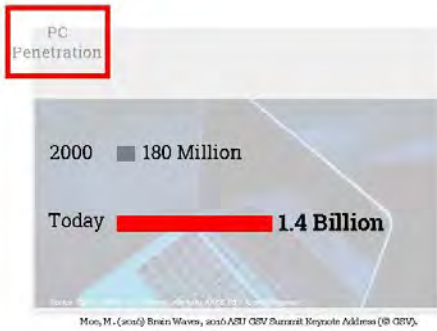 PC
Penetration
2000 180 Million
Today 1.4 Billion
Moe, M. (2016) Brain Waves, 2016 ASU GSV Summit Keynote Address (© GSV).